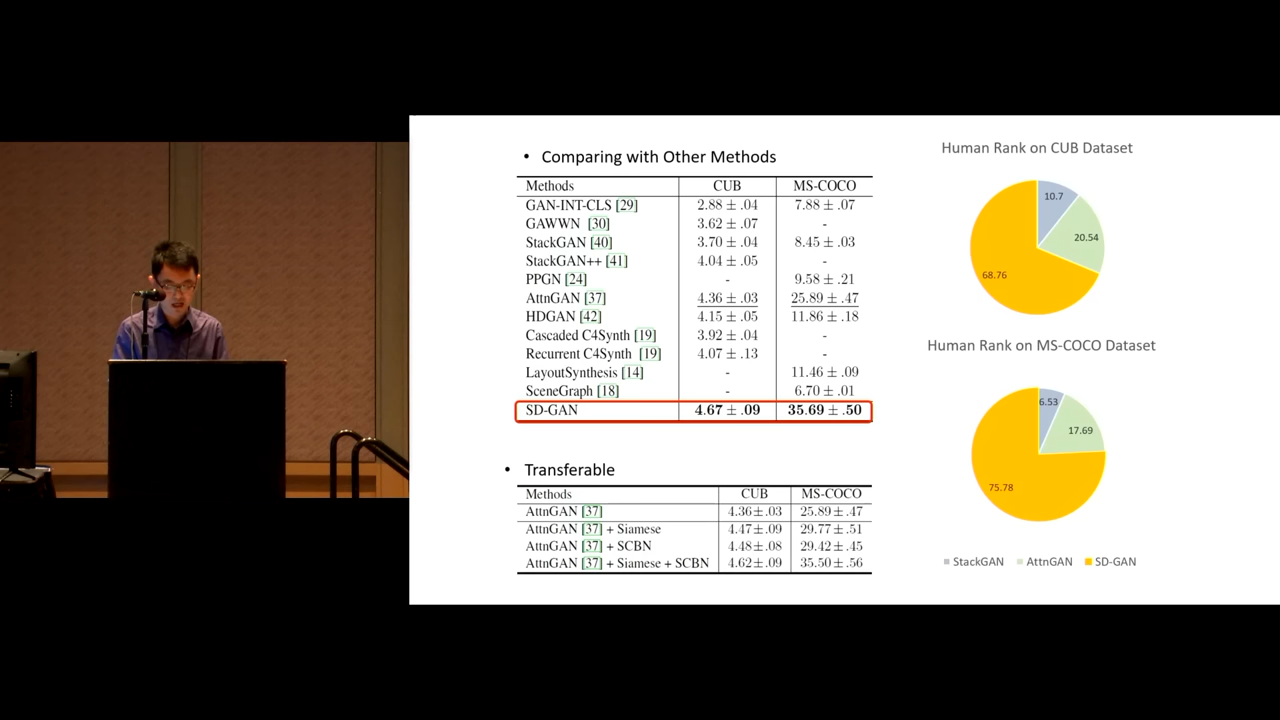 • Comparing with Other Methods
Methods CUB MS-COCO
GAN-INT-CLS [29] 2.88 ± .04 7.88 ± .07
GAWWN [30] 3.62 ± .07 -
StackGAN [40] 3.70 ± .04 8.45 ± .03
StackGAN++ [41] 4.04 ± .05 -
PPGN [24] - 9.58 ± .21
AttnGAN [37] 4.36 ± .03 25.89 ± .47
HDGAN [42] 4.15 ± .05 11.86 ± .18
Cascaded C4Synth [19] 3.92 ± .04 -
Recurrent C4Synth [19] 4.07 ± .13 -
LayoutSynthesis [14] - 11.46 ± .09
SceneGraph [18] - 6.70 ± .01
SD-GAN 4.67 ± .09 35.69 ± .50
• Transferable
Methods CUB MS-COCO
AttnGAN [37] 4.36±.03 25.89±.47
AttnGAN [37] + Siamese 4.47±.09 29.77±.51
AttnGAN [37] + SCBN 4.48±.08 29.42±.45
AttnGAN [37] + Siamese + SCBN 4.62±.09 35.50±.56
Human Rank on CUB Dataset
10.7
20.54
68.76
Human Rank on MS-COCO Dataset
6.53
17.69
75.78
StackGAN AttnGAN SD-GAN